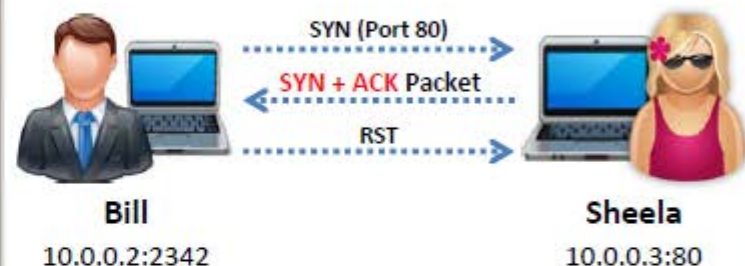 SYN (Port 80)
SYN + ACK Packet
RST
Bill
Sheela
10.0.0.2:2342
10.0.0.3:80